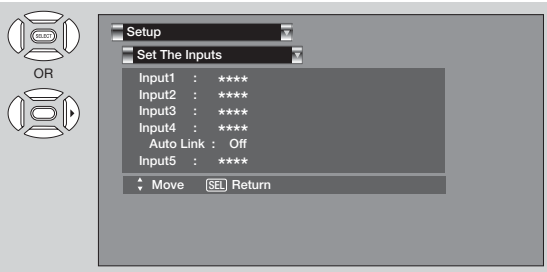 SELECT
OR
Setup
Set The Inputs
Input1 : ****
Input2 : ****
Input3 : ****
Input4 : ****
Auto Link : Off
Input5 : ****
Move SEL Return